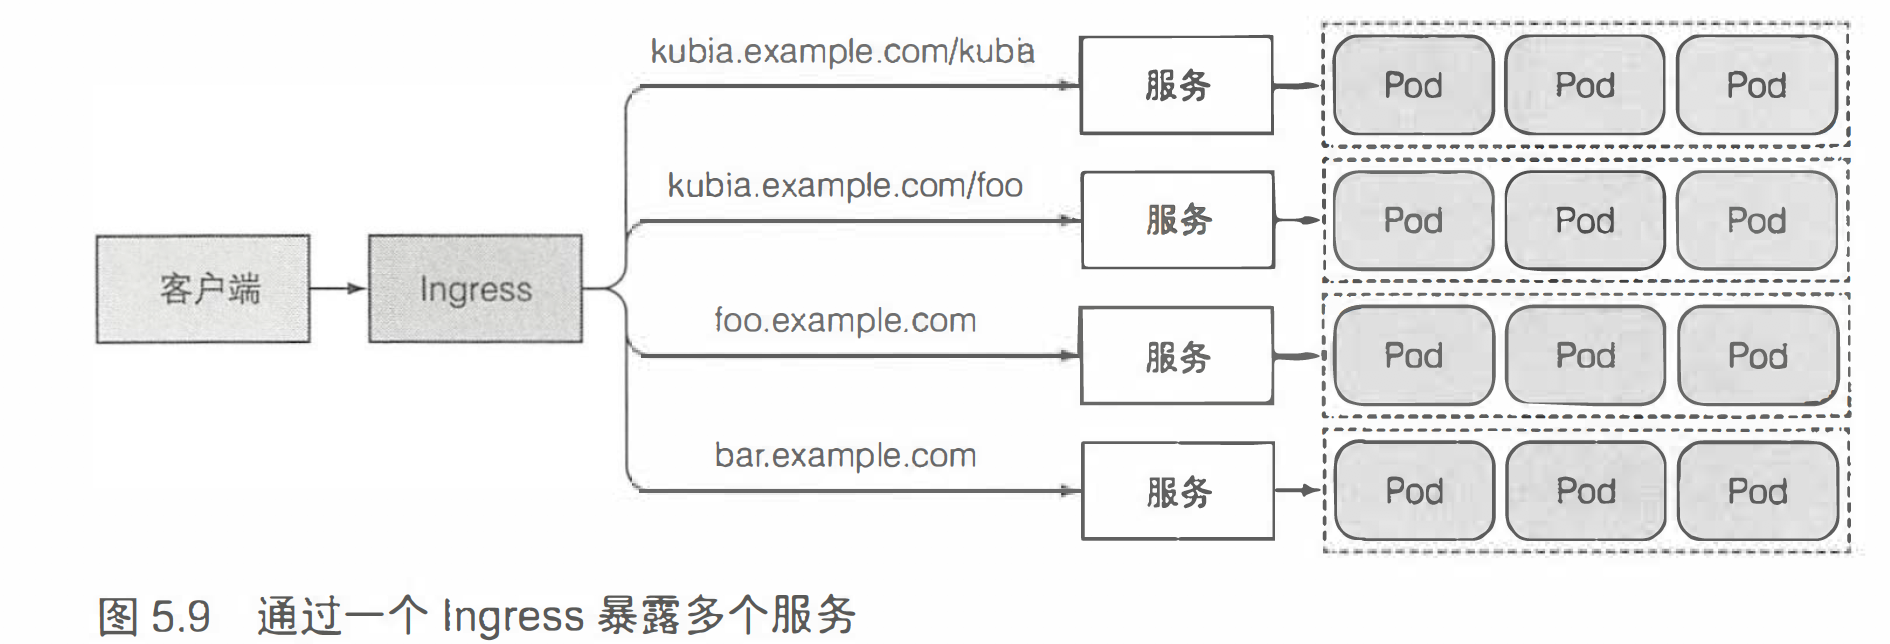 kubia.example.com/kubia
服务
Pod
Pod
Pod
kubia.example.com/foo
服务
Pod
Pod
Pod
客户端
Ingress
foo.example.com
服务
Pod
Pod
Pod
bar.example.com
服务
Pod
Pod
Pod
图 5.9 通过一个 Ingress 暴露多个服务